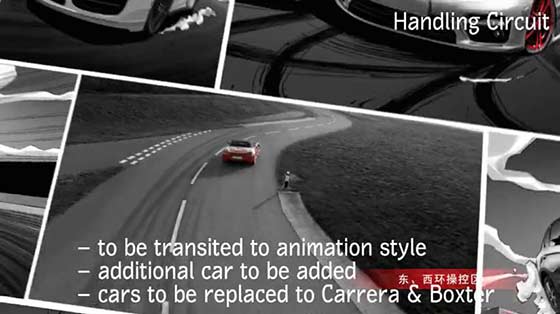 Handling Circuit
– to be transited to animation style
– additional car to be added
东、西环操控区
– cars to be replaced to Carrera & Boxter